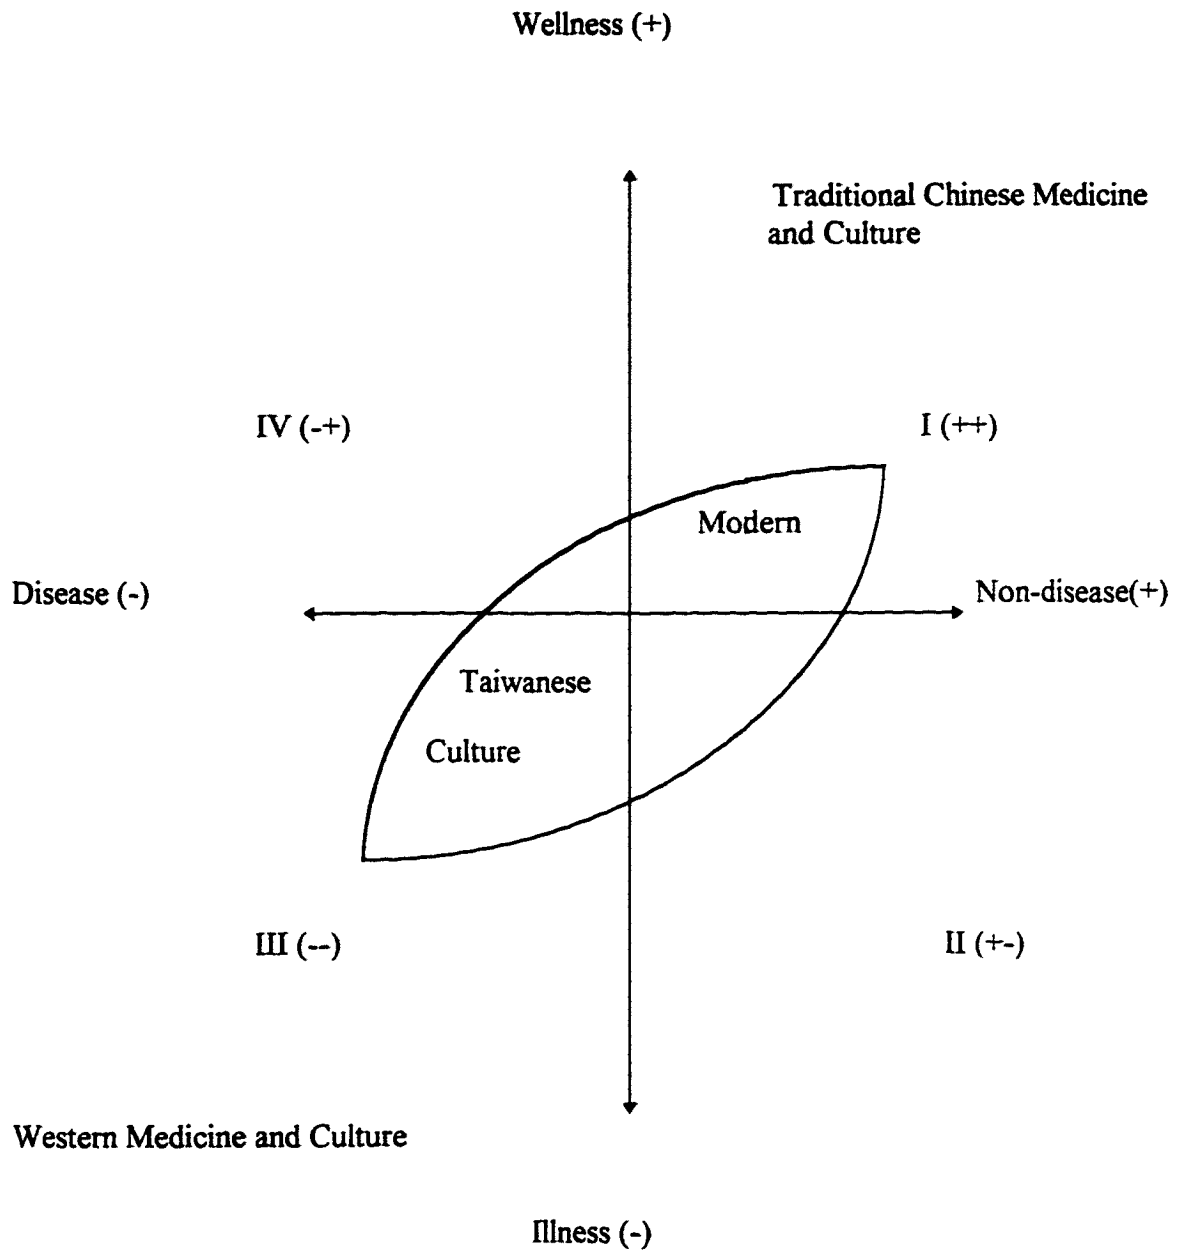 Wellness (+)
Traditional Chinese Medicine
and Culture
IV (-+)
I (++)
Modern
Disease (-)
Non-disease(+)
Taiwanese
Culture
III (--)
II (+-)
Western Medicine and Culture
Illness (-)